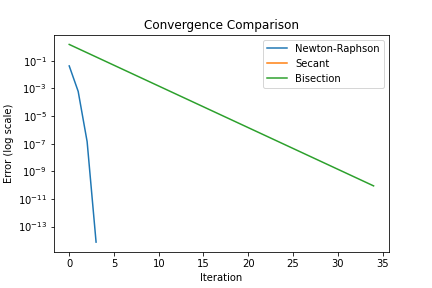 Convergence Comparison
Newton-Raphson
Secant
Bisection
Error (log scale)
10⁻¹
10⁻³
10⁻⁵
10⁻⁷
10⁻⁹
10⁻¹¹
10⁻¹³
0 5 10 15 20 25 30 35
Iteration